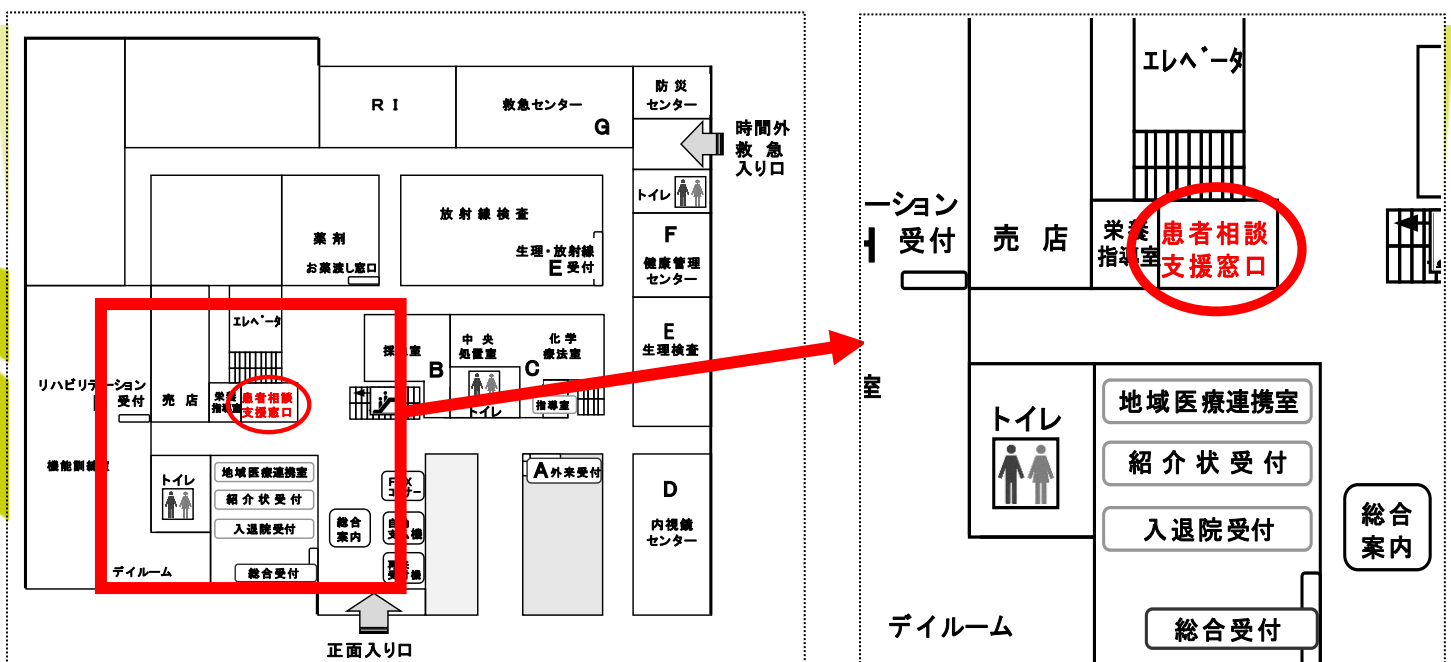 RI
救急センター
G
防災
センター
時間外
救急
入り口
トイレ
放射線検査
生理・放射線
E受付
薬剤
お薬渡し窓口
F
健康管理
センター
エレベータ
中央
処置室
化学
療法室
B
C
E
生理検査
トイレ
指導室
リハビリテーション
受付
売店
栄養
指導室
患者相談
支援窓口
トイレ
地域医療連携室
紹介状受付
入退院受付
総合
案内
A外来受付
D
内視鏡
センター
デイルーム
総合受付
正面入り口
エレベータ
ーション
受付
売店
栄養
指導室
患者相談
支援窓口
室
トイレ
地域医療連携室
紹介状受付
入退院受付
総合
案内
デイルーム
総合受付